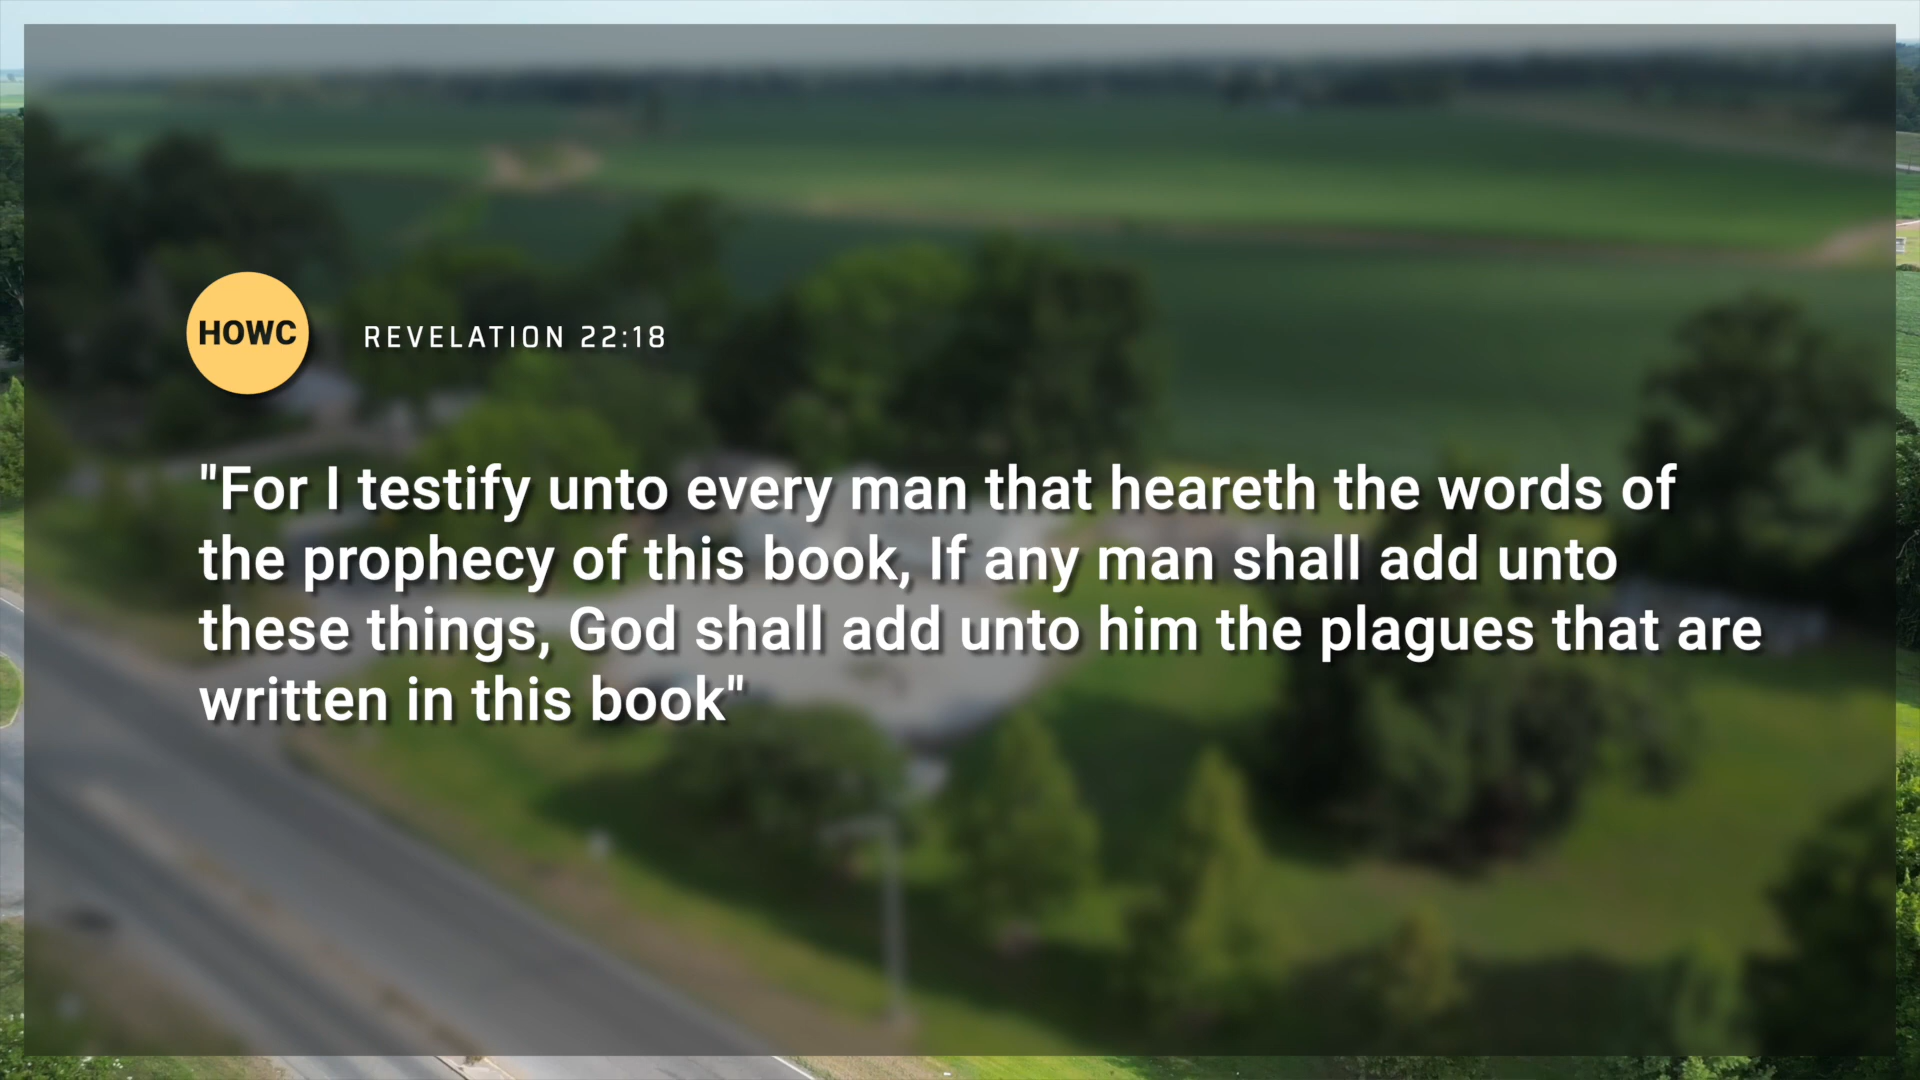 HOWC
REVELATION 22:18
"For I testify unto every man that heareth the words of
the prophecy of this book, If any man shall add unto
these things, God shall add unto him the plagues that are
written in this book"